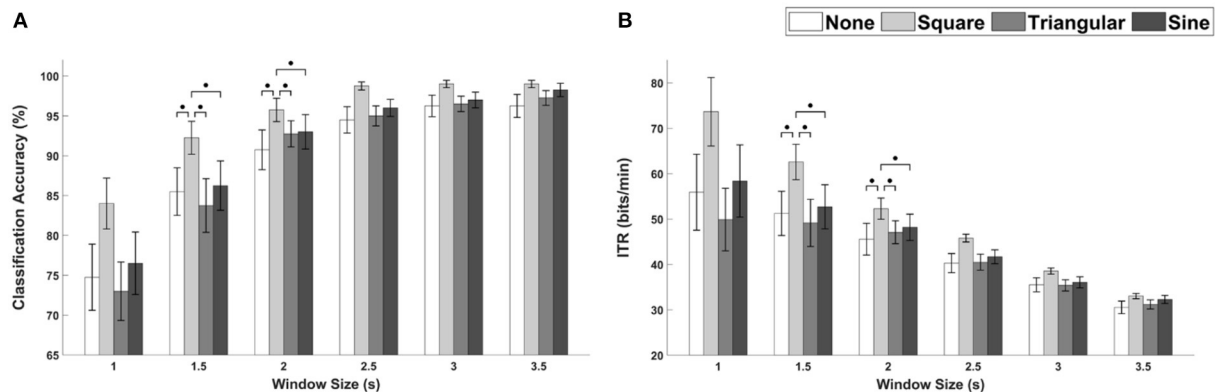 A
B
None Square Triangular Sine
Classification Accuracy (%)
100
95
90
85
80
75
70
65
1 1.5 2 2.5 3 3.5
Window Size (s)
ITR (bits/min)
80
70
60
50
40
30
20
1 1.5 2 2.5 3 3.5
Window Size (s)